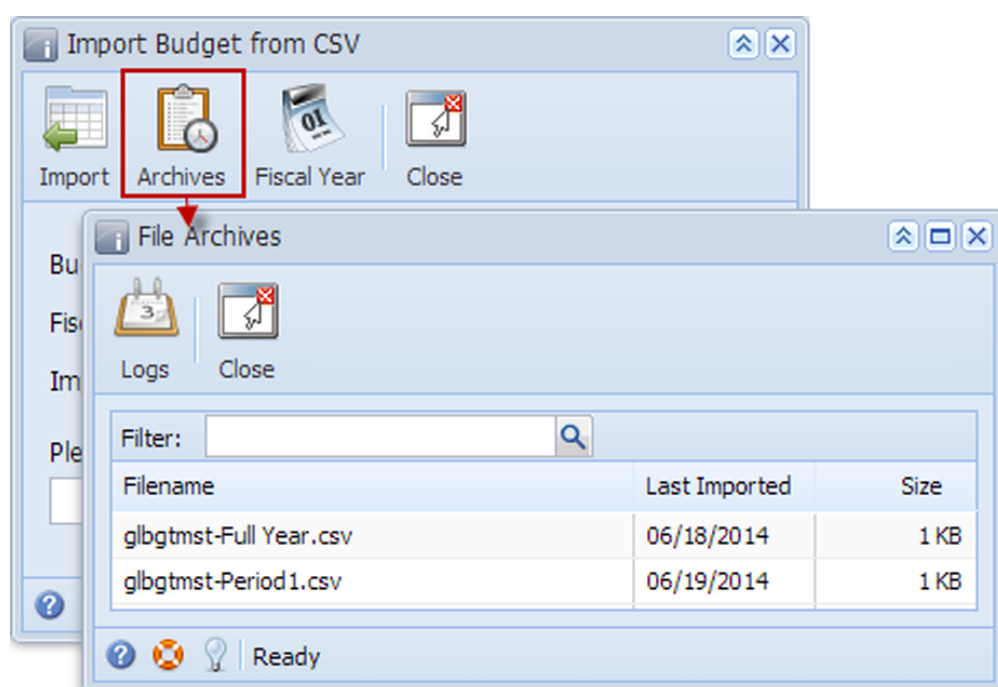 Import Budget from CSV
Import Archives Fiscal Year Close
File Archives
Bu
Fis
Im
Ple
Logs Close
Filter:
Filename Last Imported Size
glbgtmst-Full Year.csv 06/18/2014 1 KB
glbgtmst-Period1.csv 06/19/2014 1 KB
Ready